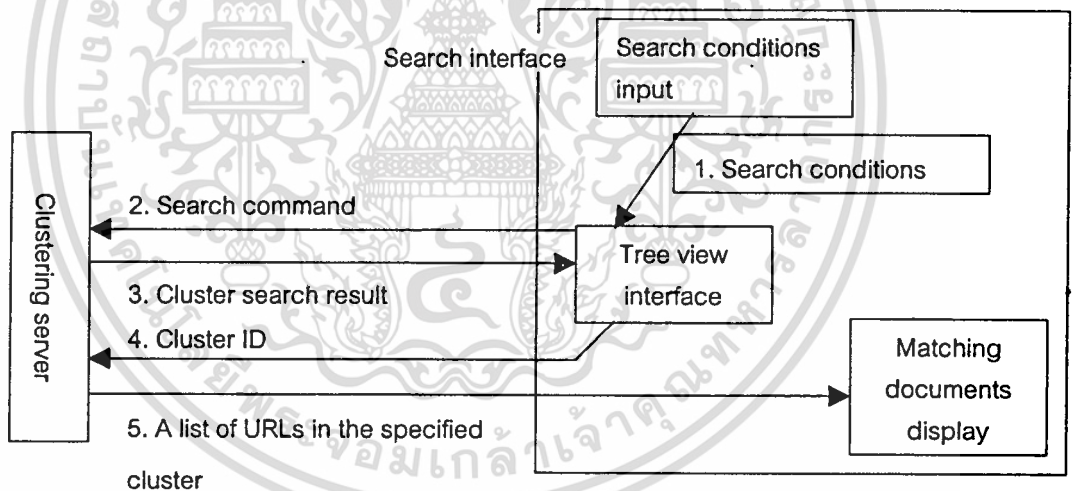 Search interface
Search conditions
input
1. Search conditions
Clustering server
2. Search command
Tree view
interface
3. Cluster search result
4. Cluster ID
Matching
documents
display
5. A list of URLs in the specified
cluster